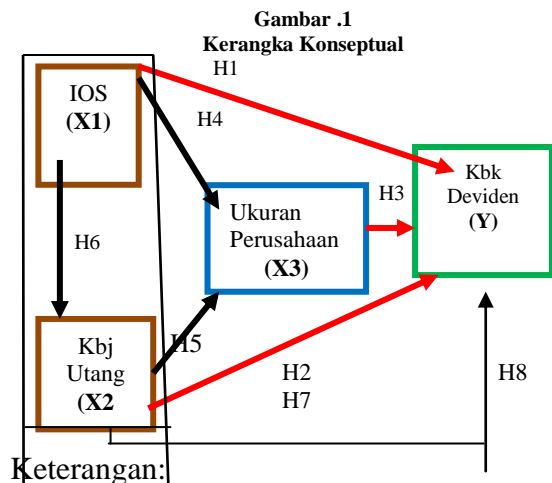 Gambar .1
Kerangka Konseptual
H1
IOS
(X1)
H4
Kbk
Deviden
(Y)
H3
Ukuran
Perusahaan
(X3)
H6
Kbj
Utang
(X2
H5
H2
H7
H8
Keterangan: